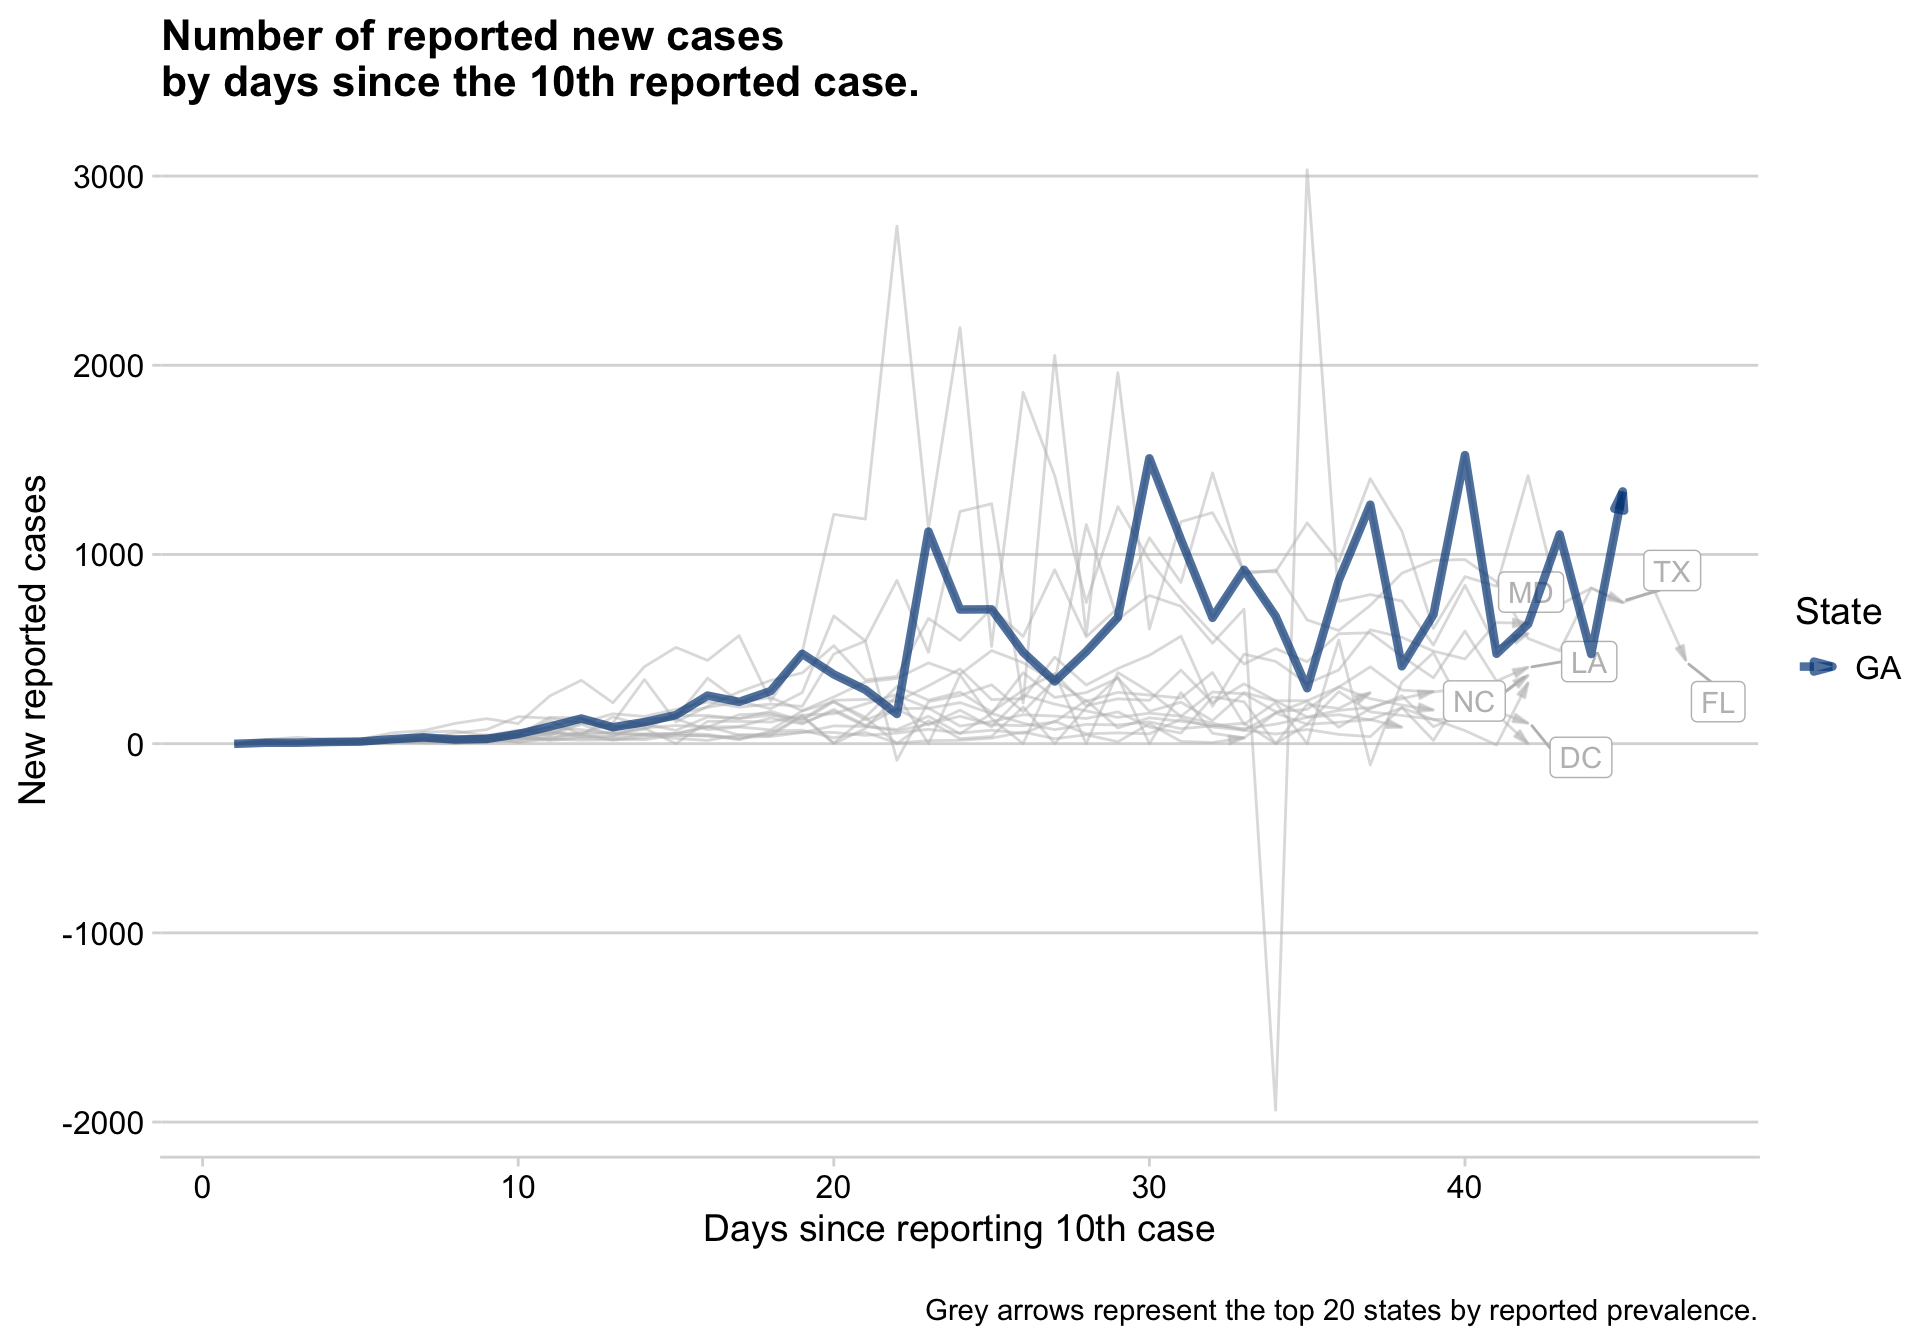 Number of reported new cases
by days since the 10th reported case.
New reported cases
3000
2000
1000
0
-1000
-2000
0
10
20
30
40
Days since reporting 10th case
TX
MD
LA
NC
FL
DC
State
GA
Grey arrows represent the top 20 states by reported prevalence.